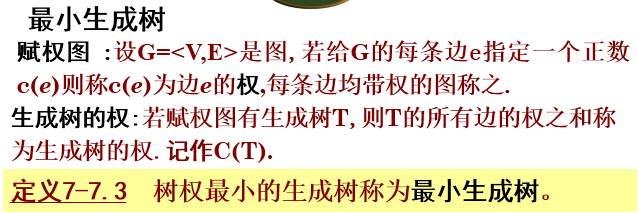 最小生成树
赋权图 :设G=<V,E>是图,若给G的每条边e指定一个正数
c(e)则称c(e)为边e的权,每条边均带权的图称之.
生成树的权:若赋权图有生成树T,则T的所有边的权之和称
为生成树的权. 记作C(T).
定义7-7.3 树权最小的生成树称为最小生成树。